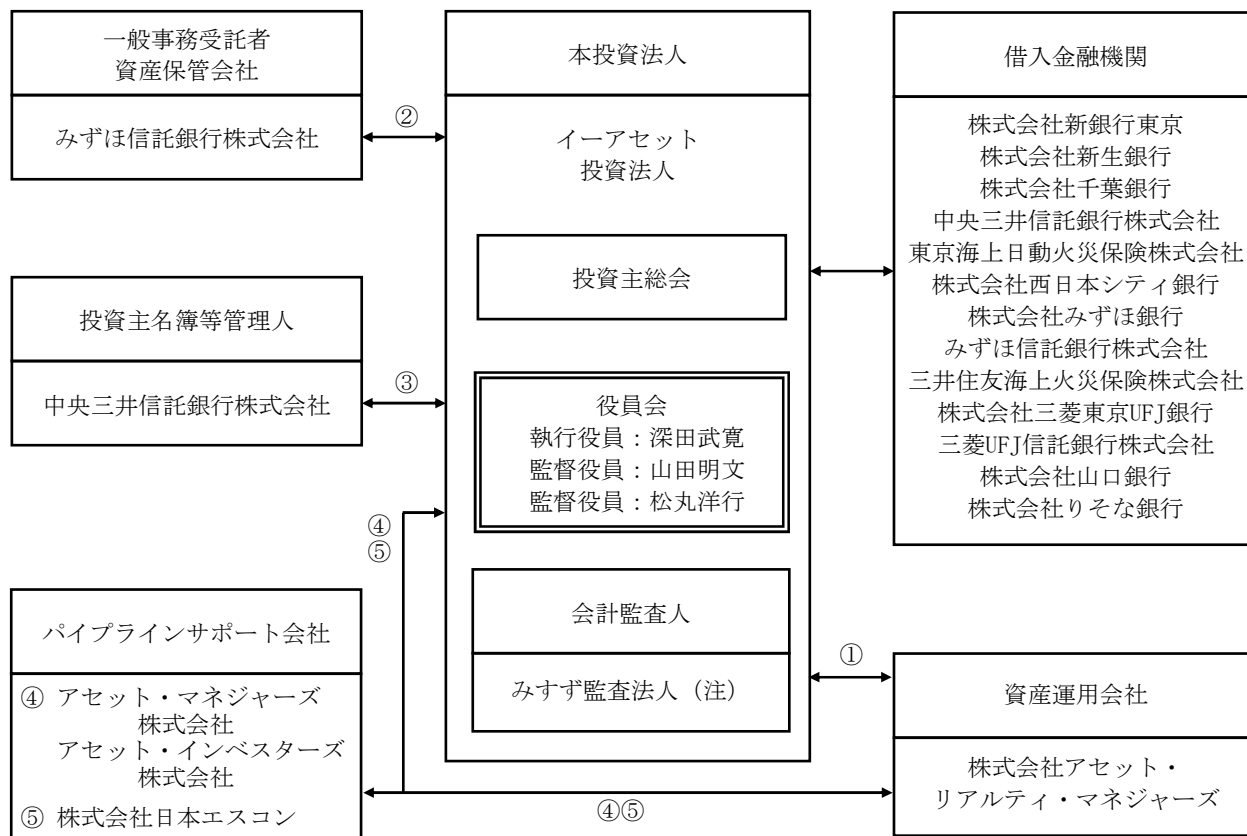 一般事務受託者
資産保管会社
みずほ信託銀行株式会社
②
投資主名簿等管理人
中央三井信託銀行株式会社
③
パイプラインサポート会社
④ アセット・マネジャーズ
株式会社
アセット・インベスターズ
株式会社
⑤ 株式会社日本エスコン
④
⑤
本投資法人
イーアセット
投資法人
投資主総会
役員会
執行役員：深田武寛
監督役員：山田明文
監督役員：松丸洋行
会計監査人
みすず監査法人（注）
借入金融機関
株式会社新銀行東京
株式会社新生銀行
株式会社千葉銀行
中央三井信託銀行株式会社
東京海上日動火災保険株式会社
株式会社西日本シティ銀行
株式会社みずほ銀行
みずほ信託銀行株式会社
三井住友海上火災保険株式会社
株式会社三菱東京UFJ銀行
三菱UFJ信託銀行株式会社
株式会社山口銀行
株式会社りそな銀行
①
資産運用会社
株式会社アセット・
リアルティ・マネジャーズ
④⑤